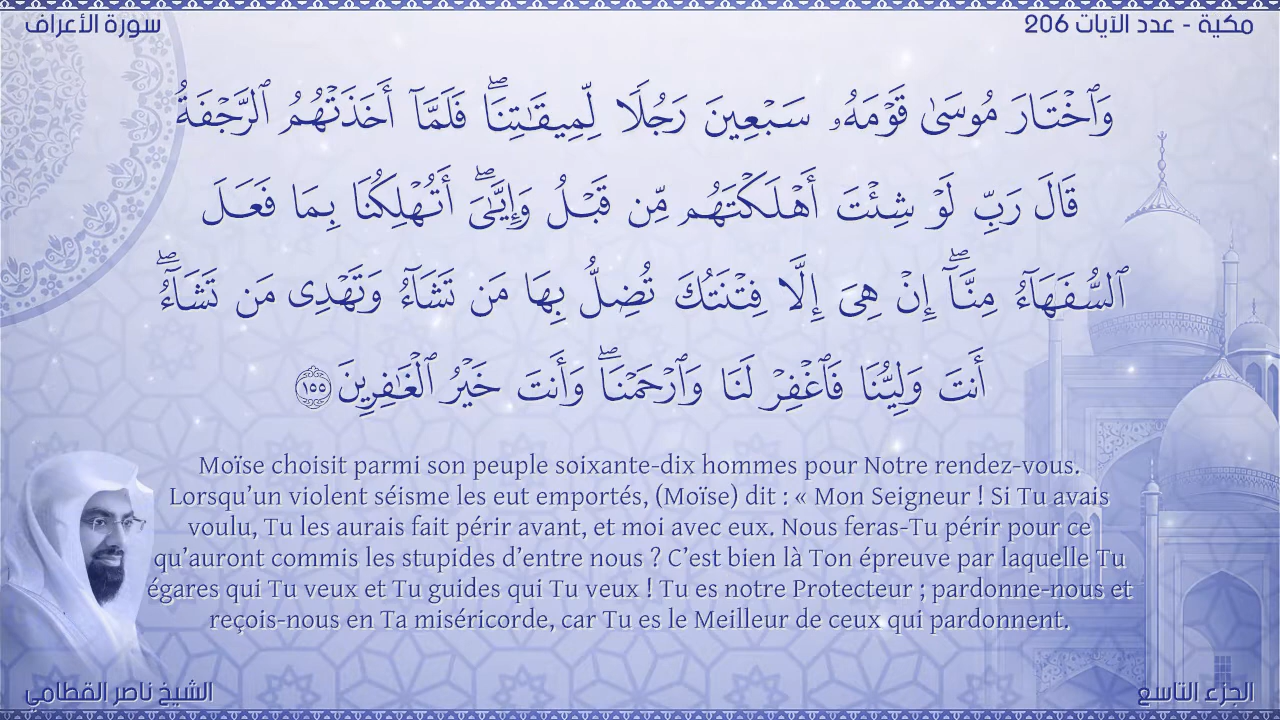 سورة الأعراف
مكية - عدد الآيات 206
وَٱخْتَارَ مُوسَىٰ قَوْمَهُۥ سَبْعِينَ رَجُلًا لِّمِيقَـٰتِنَا ۖ فَلَمَّآ أَخَذَتْهُمُ ٱلرَّجْفَةُ
قَالَ رَبِّ لَوْ شِئْتَ أَهْلَكْتَهُم مِّن قَبْلُ وَإِيَّـٰىَ ۖ أَتُهْلِكُنَا بِمَا فَعَلَ
ٱلسُّفَهَآءُ مِنَّآ ۖ إِنْ هِىَ إِلَّا فِتْنَتُكَ تُضِلُّ بِهَا مَن تَشَآءُ وَتَهْدِى مَن تَشَآءُ ۖ
أَنتَ وَلِيُّنَا فَٱغْفِرْ لَنَا وَٱرْحَمْنَا ۖ وَأَنتَ خَيْرُ ٱلْغَـٰفِرِينَ ١٥٥
Moïse choisit parmi son peuple soixante-dix hommes pour Notre rendez-vous.
Lorsqu’un violent séisme les eut emportés, (Moïse) dit : « Mon Seigneur ! Si Tu avais
voulu, Tu les aurais fait périr avant, et moi avec eux. Nous feras-Tu périr pour ce
qu’auront commis les stupides d’entre nous ? C’est bien là Ton épreuve par laquelle Tu
égares qui Tu veux et Tu guides qui Tu veux ! Tu es notre Protecteur ; pardonne-nous et
reçois-nous en Ta miséricorde, car Tu es le Meilleur de ceux qui pardonnent.
الشيخ ناصر القطامي
الجزء التاسع